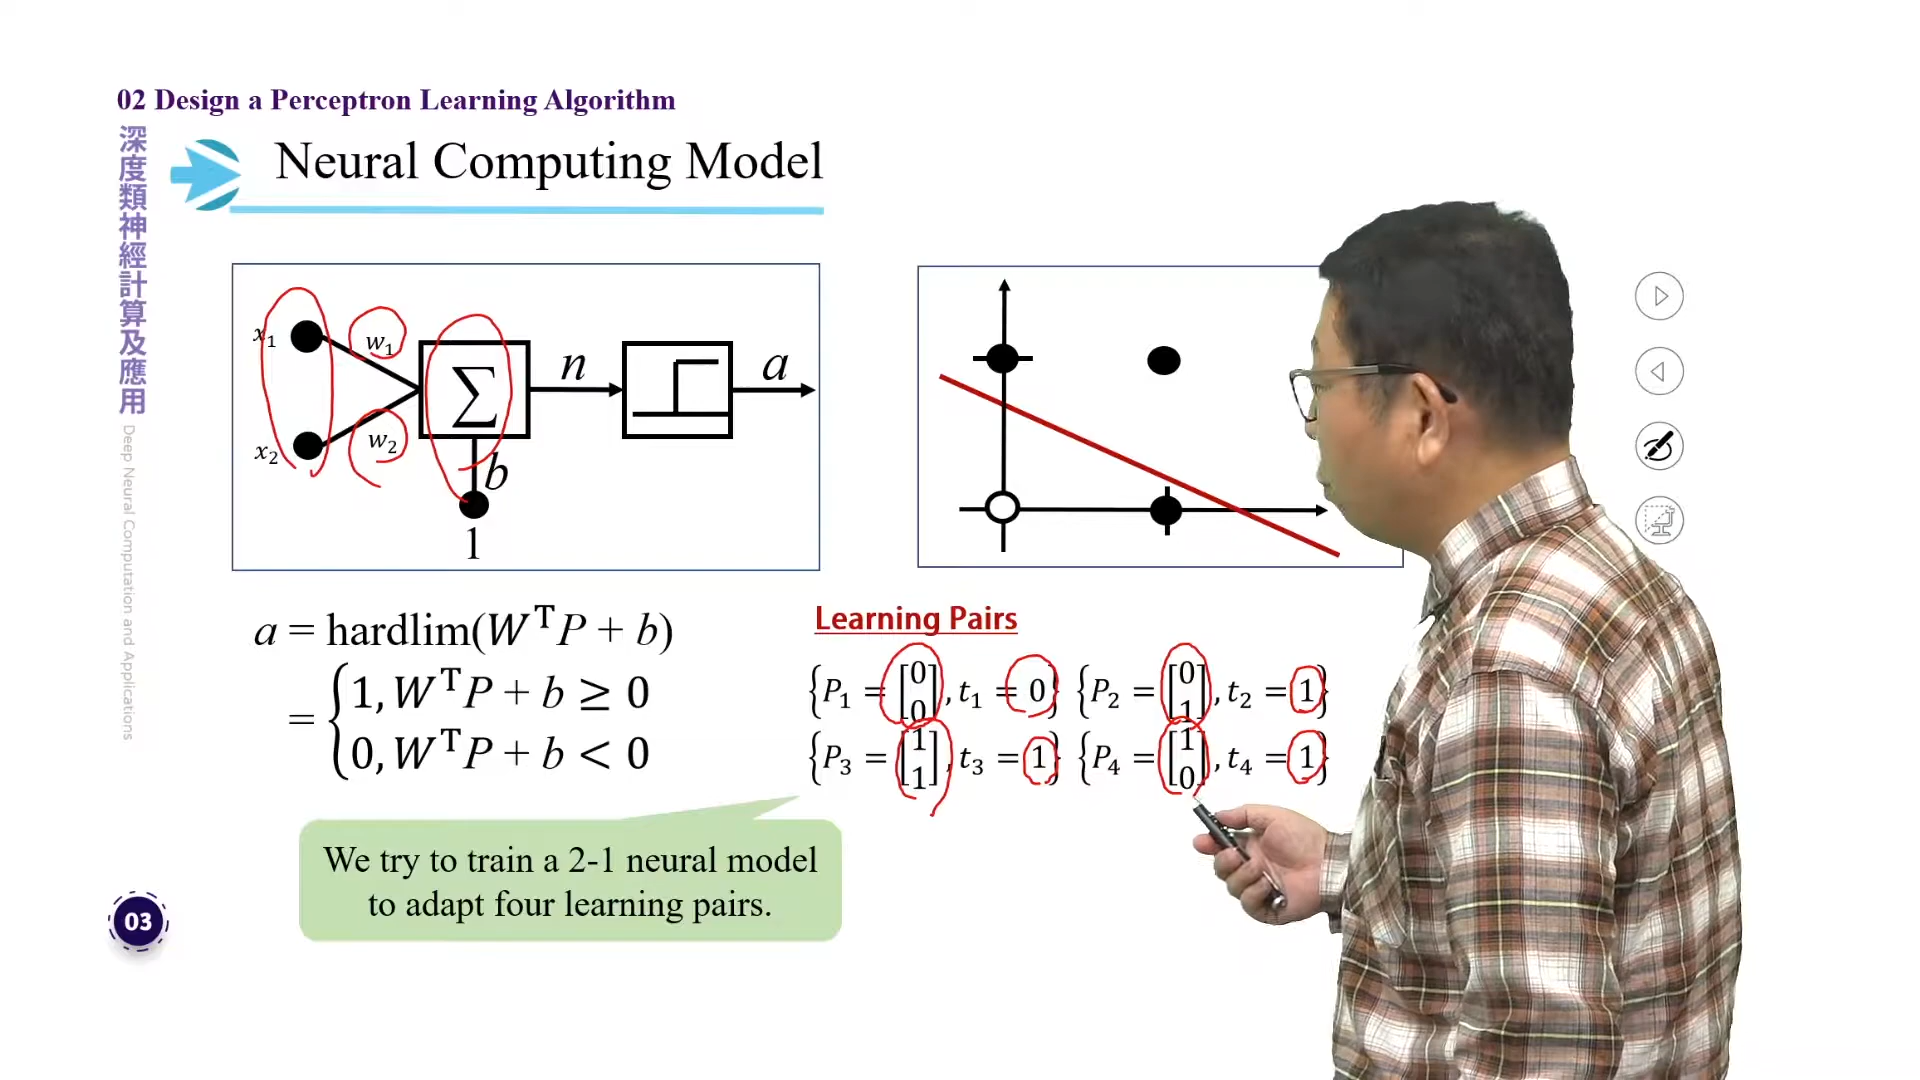 02 Design a Perceptron Learning Algorithm
深度類神經計算及應用
Deep Neural Computation and Applications
Neural Computing Model
x₁
w₁
x₂
w₂
∑
n
a
b
1
a = hardlim(WᵀP + b)
= {1, WᵀP + b ≥ 0
0, WᵀP + b < 0
Learning Pairs
{P₁ = [0 0], t₁ = 0} {P₂ = [0 1], t₂ = 1}
{P₃ = [1 1], t₃ = 1} {P₄ = [1 0], t₄ = 1}
We try to train a 2-1 neural model
to adapt four learning pairs.
03